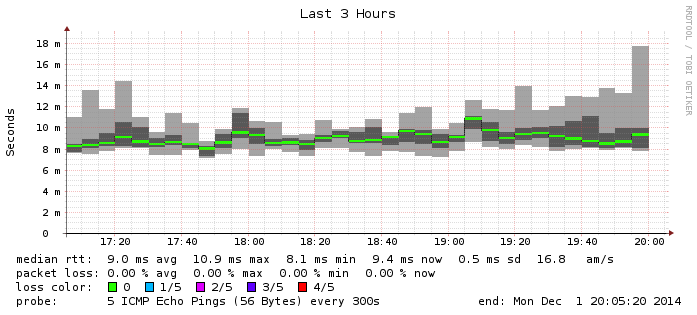 Last 3 Hours
RRDTOOL / TOBI OETIKER
Seconds
18 m
16 m
14 m
12 m
10 m
8 m
6 m
4 m
2 m
0
17:20 17:40 18:00 18:20 18:40 19:00 19:20 19:40 20:00
median rtt: 9.0 ms avg 10.9 ms max 8.1 ms min 9.4 ms now 0.5 ms sd 16.8 am/s
packet loss: 0.00 % avg 0.00 % max 0.00 % min 0.00 % now
loss color: 0 1/5 2/5 3/5 4/5
probe: 5 ICMP Echo Pings (56 Bytes) every 300s end: Mon Dec 1 20:05:20 2014